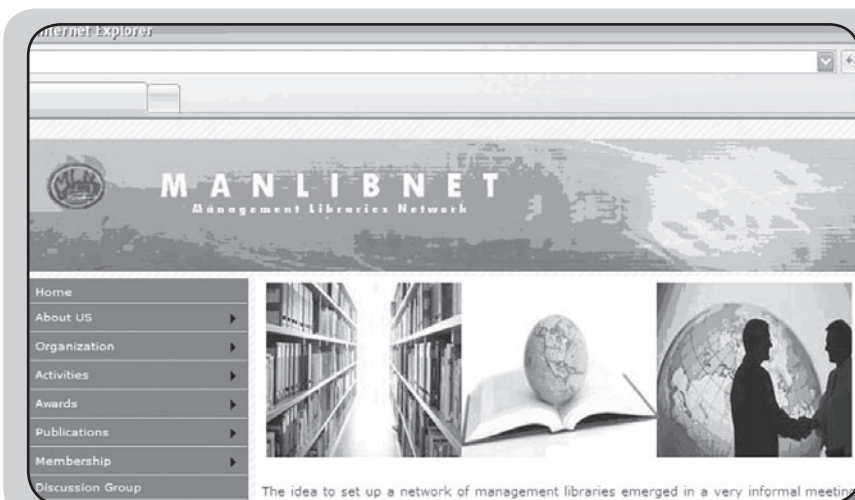 Internet Explorer
MANLIBNET
Management Libraries Network
Home
About US
Organization
Activities
Awards
Publications
Membership
Discussion Group
The idea to set up a network of management libraries emerged in a very informal meeting